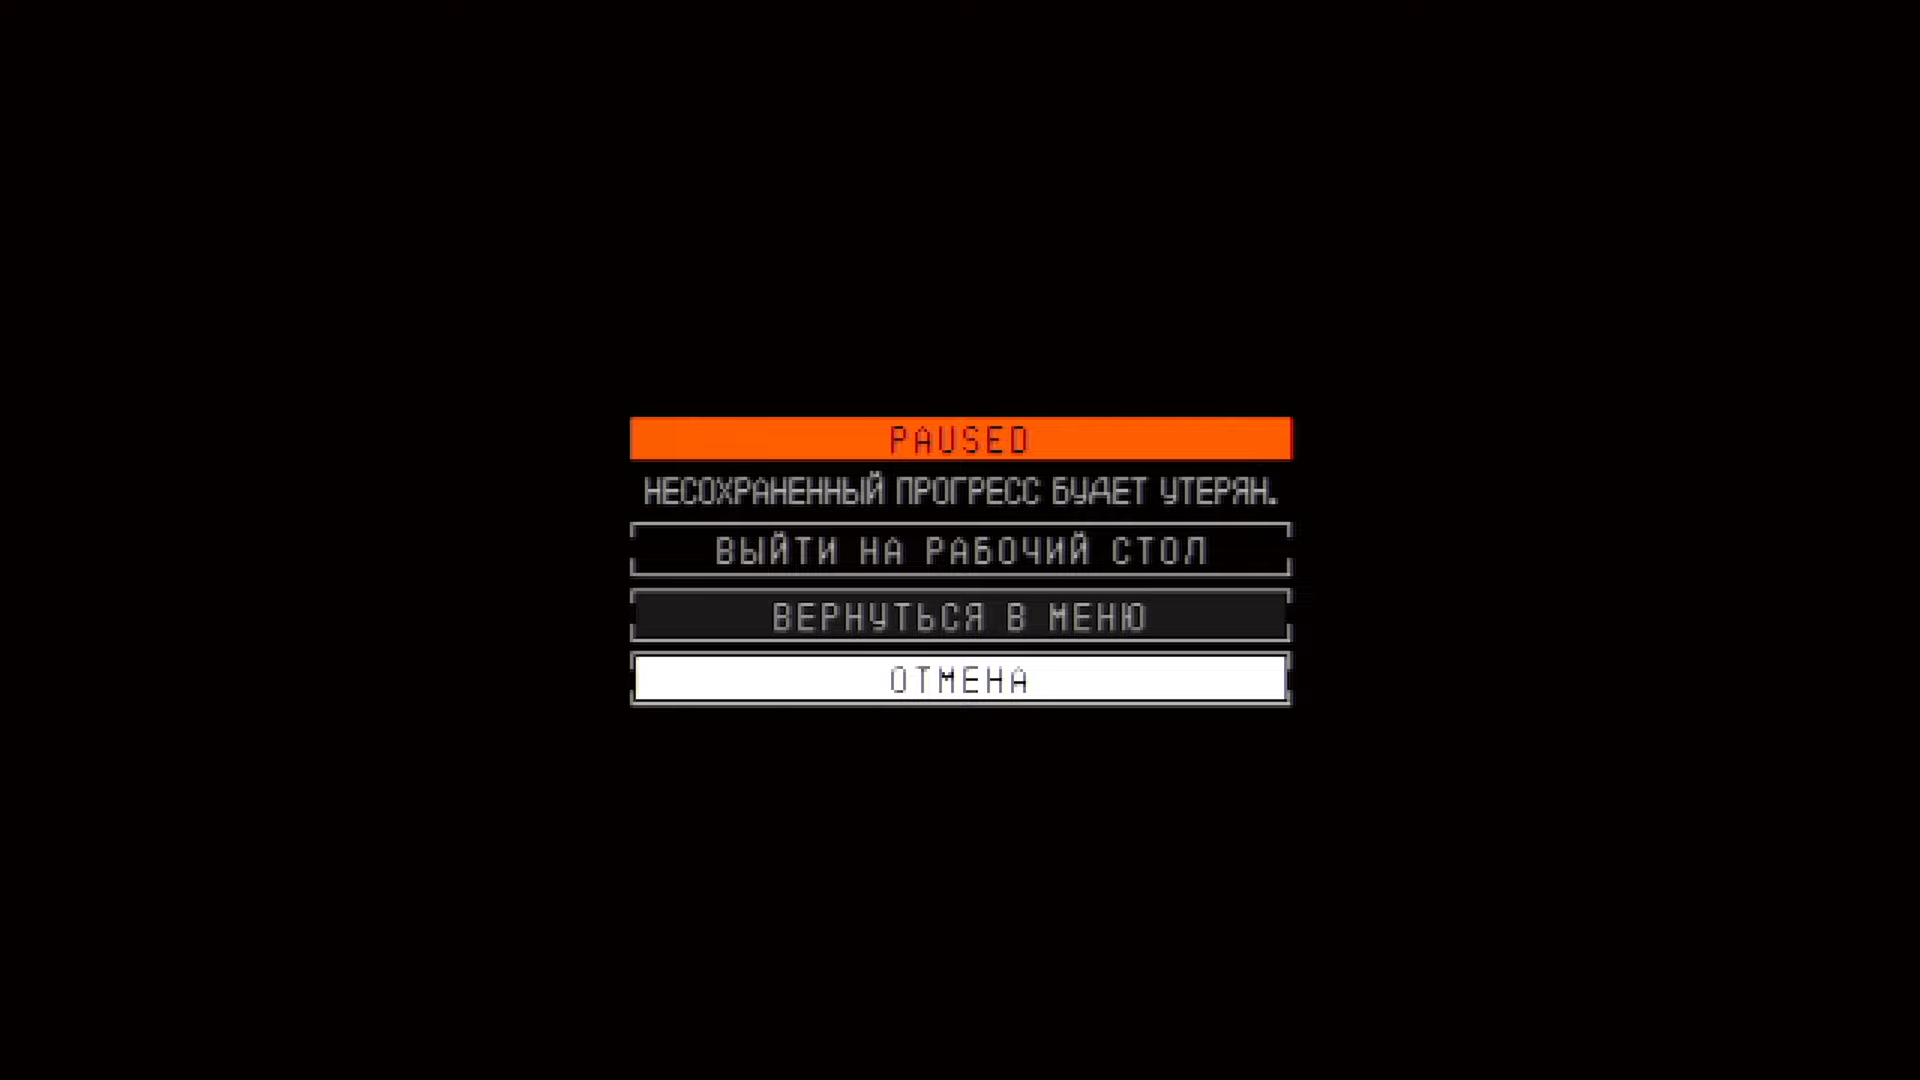 PAUSED
НЕСОХРАНЕННЫЙ ПРОГРЕСС БУДЕТ УТЕРЯН.
ВЫЙТИ НА РАБОЧИЙ СТОЛ
ВЕРНУТЬСЯ В МЕНЮ
ОТМЕНА